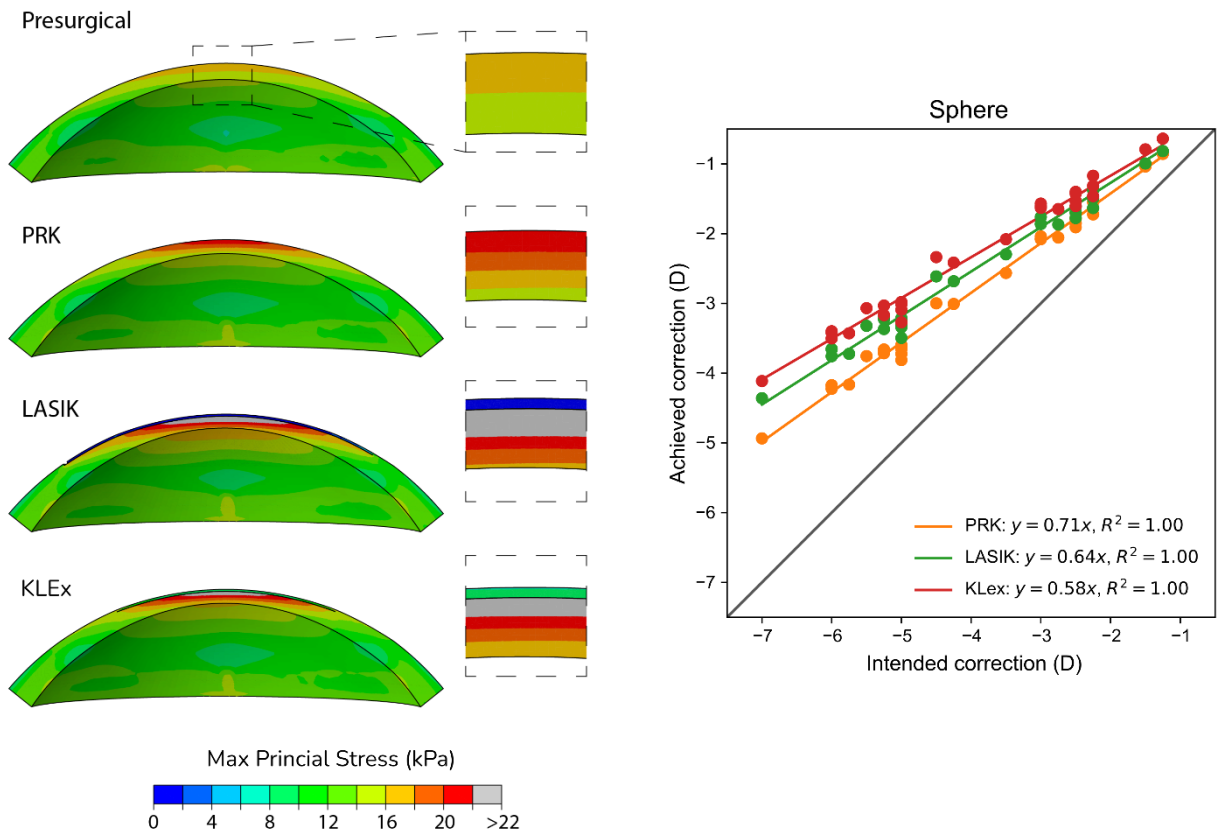 Presurgical
PRK
LASIK
KLEx
Max Princial Stress (kPa)
0 4 8 12 16 20 >22
Sphere
Achieved correction (D)
−1
−2
−3
−4
−5
−6
−7
PRK: y = 0.71x, R² = 1.00
LASIK: y = 0.64x, R² = 1.00
KLex: y = 0.58x, R² = 1.00
−7 −6 −5 −4 −3 −2 −1
Intended correction (D)